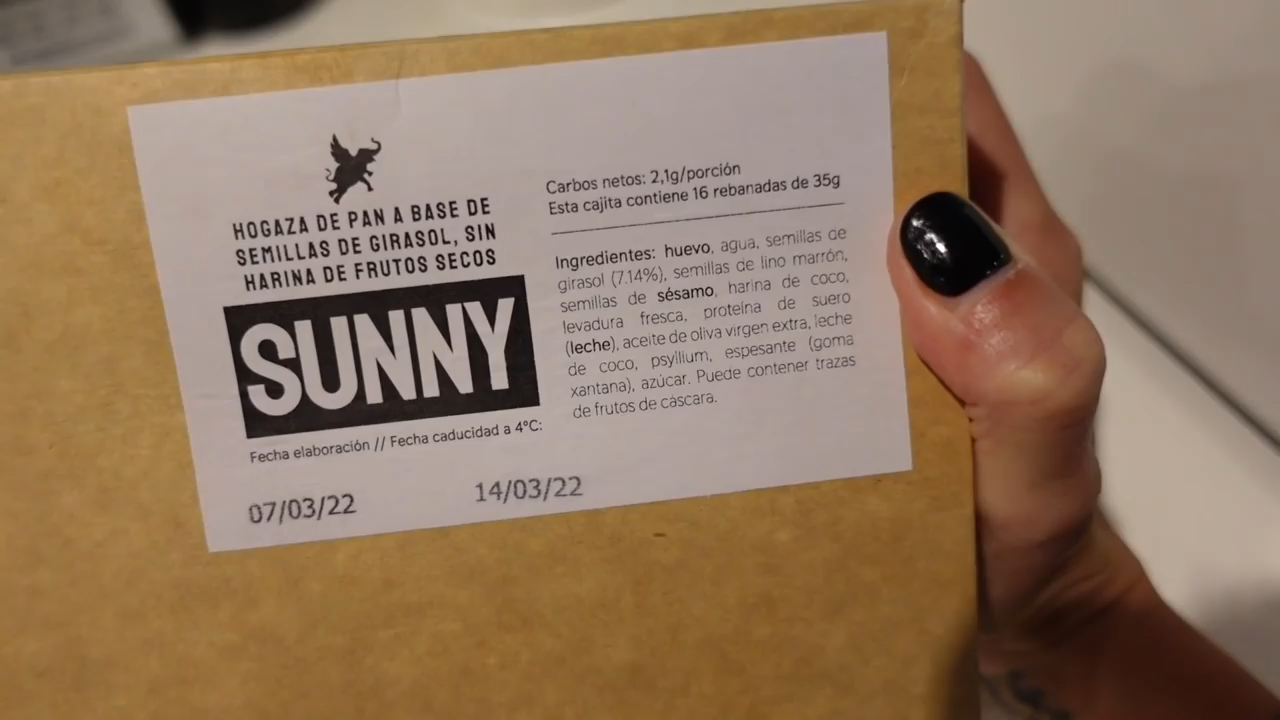 HOGAZA DE PAN A BASE DE
SEMILLAS DE GIRASOL, SIN
HARINA DE FRUTOS SECOS
SUNNY
Fecha elaboración // Fecha caducidad a 4°C:
07/03/22 14/03/22
Carbos netos: 2,1g/porción
Esta cajita contiene 16 rebanadas de 35g
Ingredientes: huevo, agua, semillas de
girasol (7.14%), semillas de lino marrón,
semillas de sésamo, harina de coco,
levadura fresca, proteína de suero
(leche), aceite de oliva virgen extra, leche
de coco, psyllium, espesante (goma
xantana), azúcar. Puede contener trazas
de frutos de cáscara.